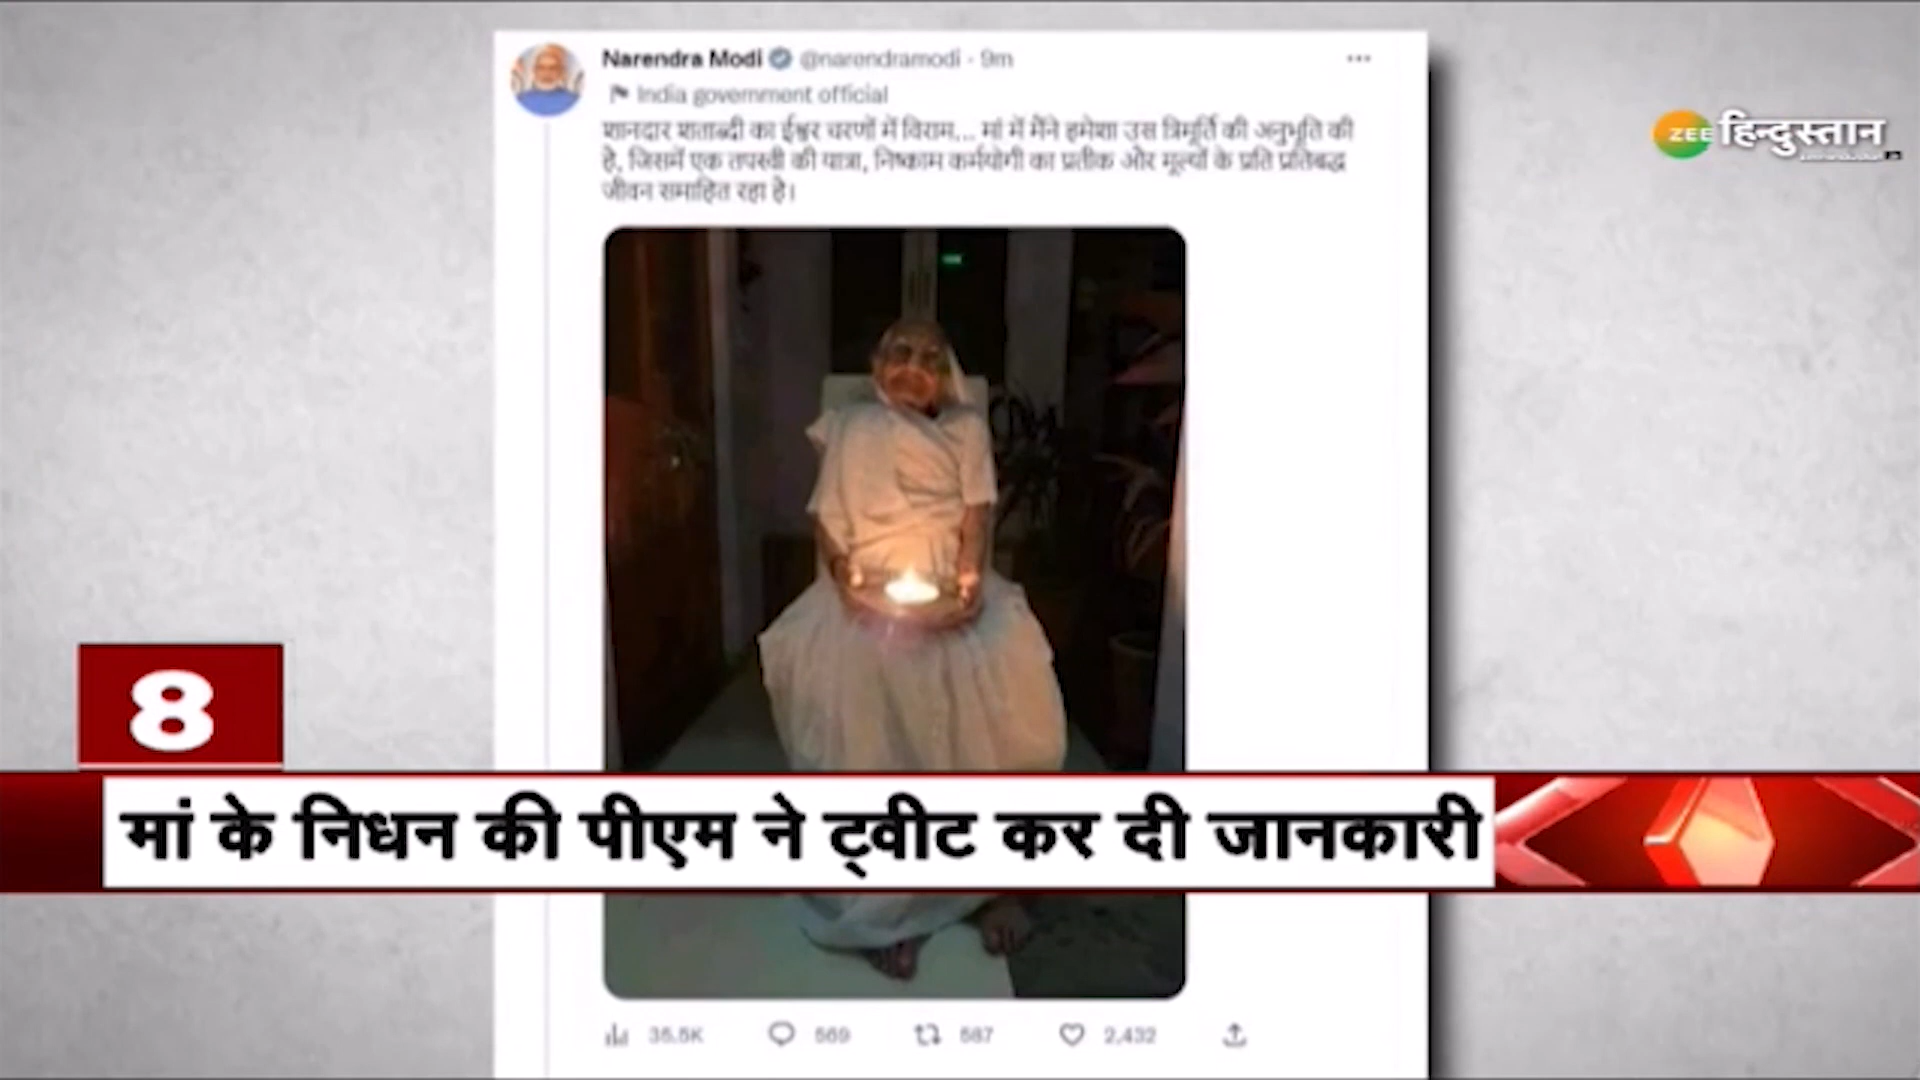 Narendra Modi @narendramodi · 9m
India government official
शानदार शताब्दी का ईश्वर चरणों में विराम... मां में मैंने हमेशा उस त्रिमूर्ति की अनुभूति की
है, जिसमें एक तपस्वी की यात्रा, निष्काम कर्मयोगी का प्रतीक और मूल्यों के प्रति प्रतिबद्ध
जीवन समाहित रहा है।
ZEE हिन्दुस्तान
8
मां के निधन की पीएम ने ट्वीट कर दी जानकारी
35.5K 569 587 2,432